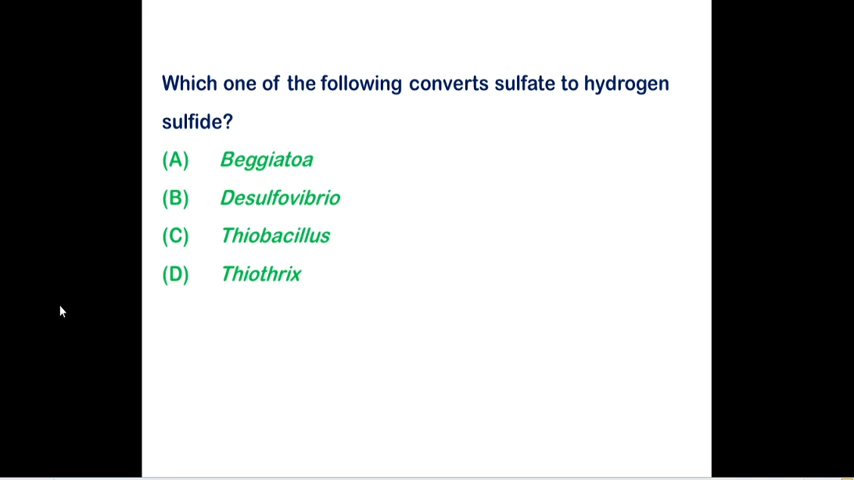 Which one of the following converts sulfate to hydrogen
sulfide?
(A) Beggiatoa
(B) Desulfovibrio
(C) Thiobacillus
(D) Thiothrix